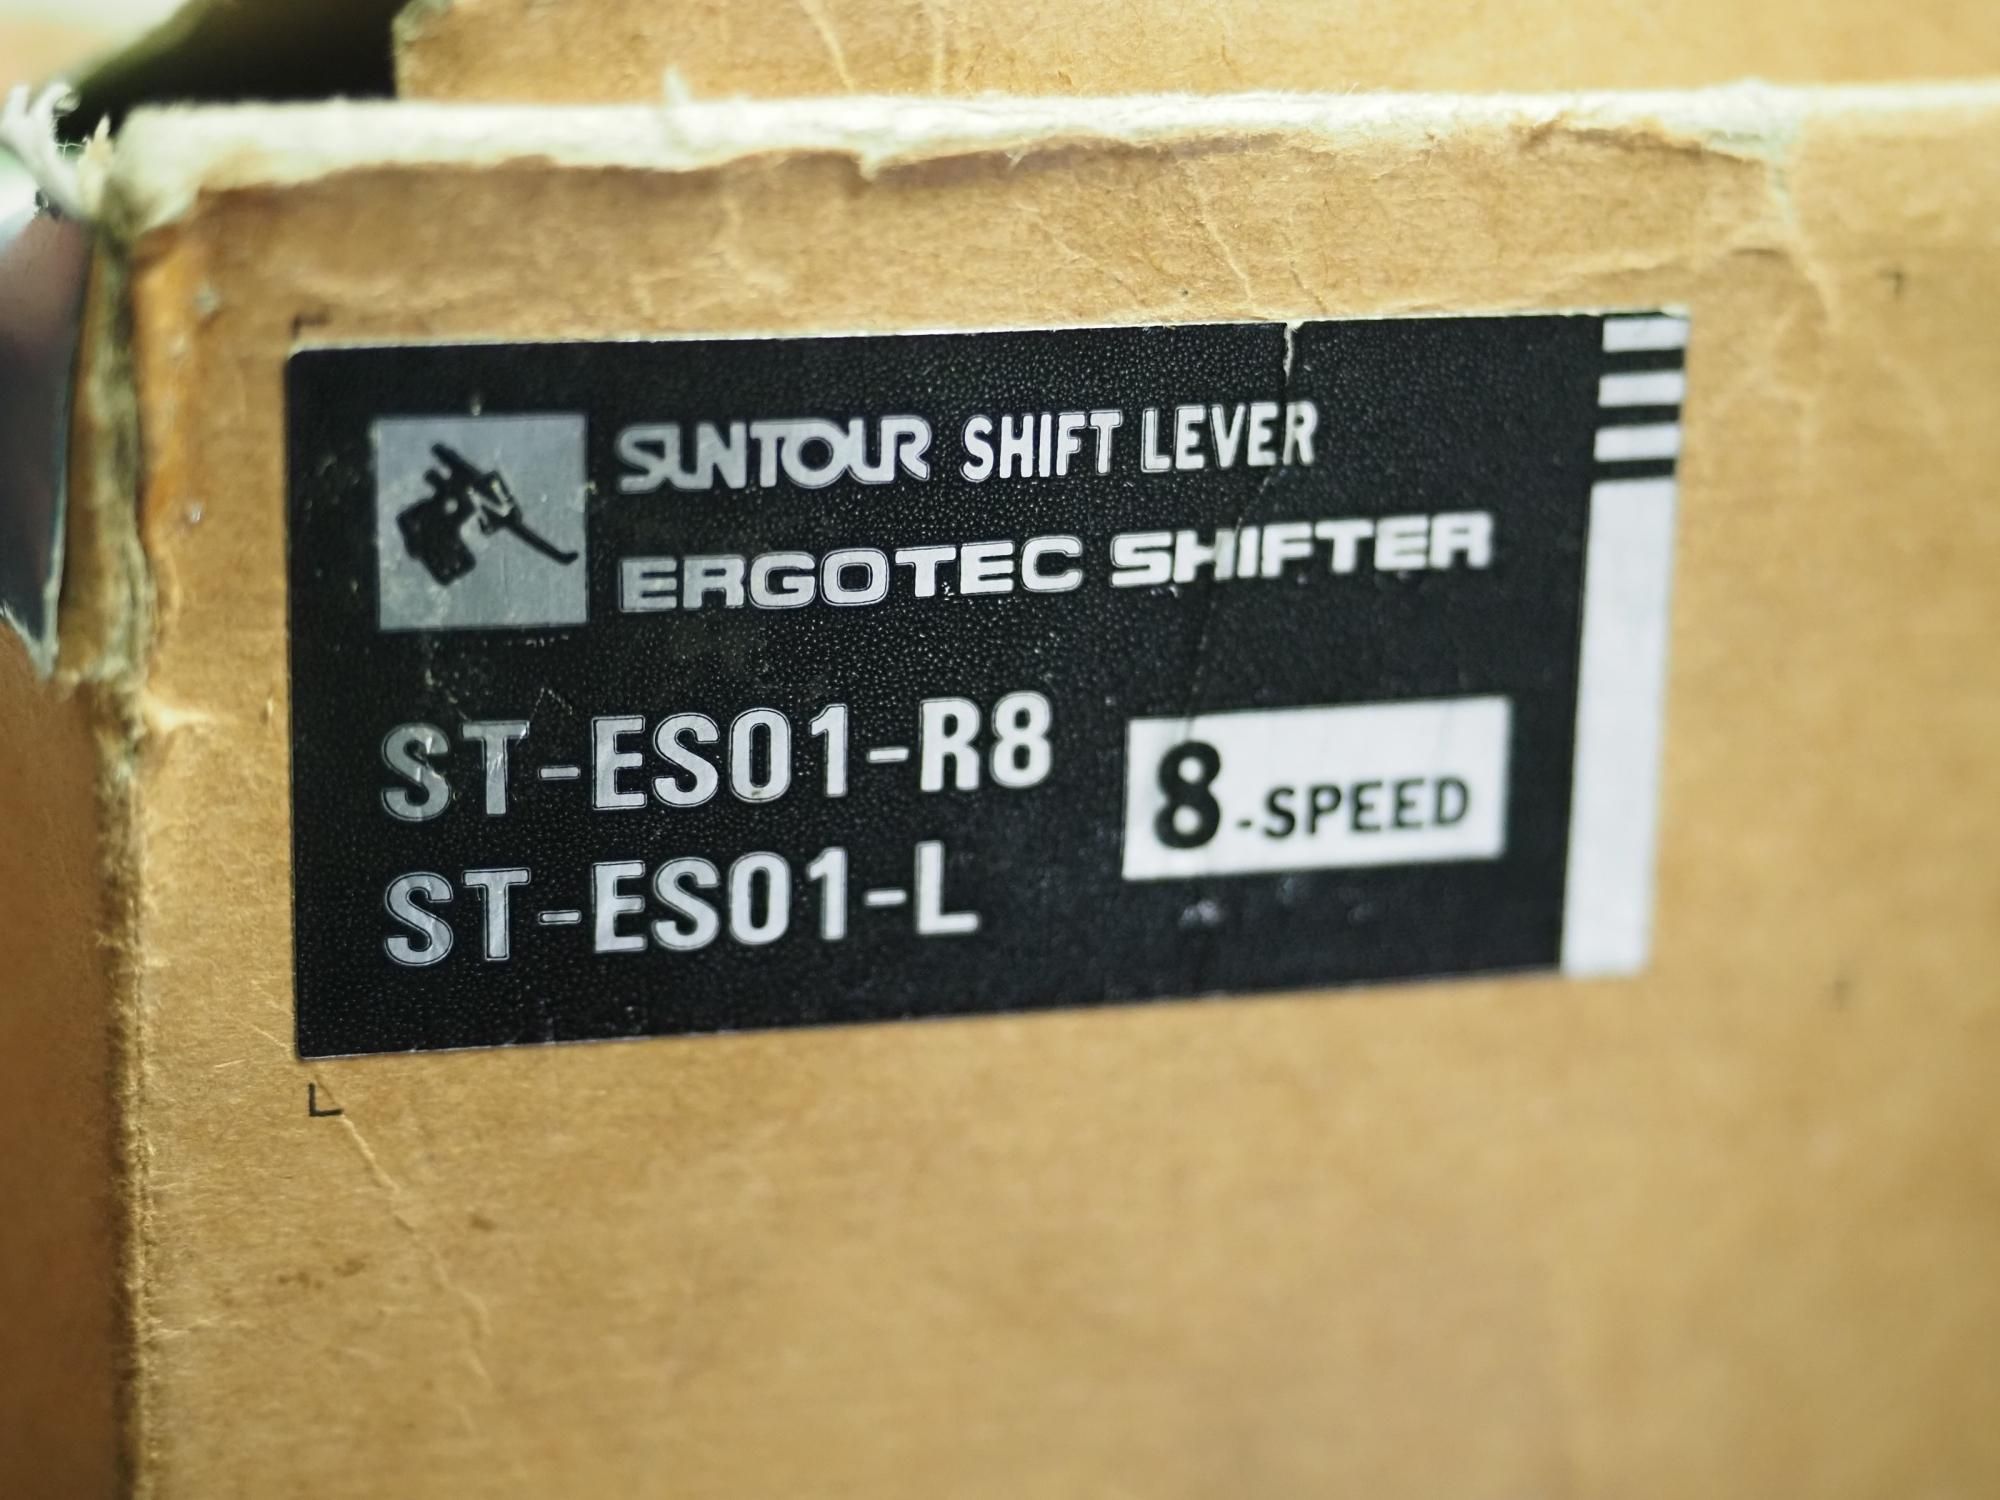 SUNTOUR SHIFT LEVER
ERGOTEC SHIFTER
ST-ES01-R8
8-SPEED
ST-ES01-L